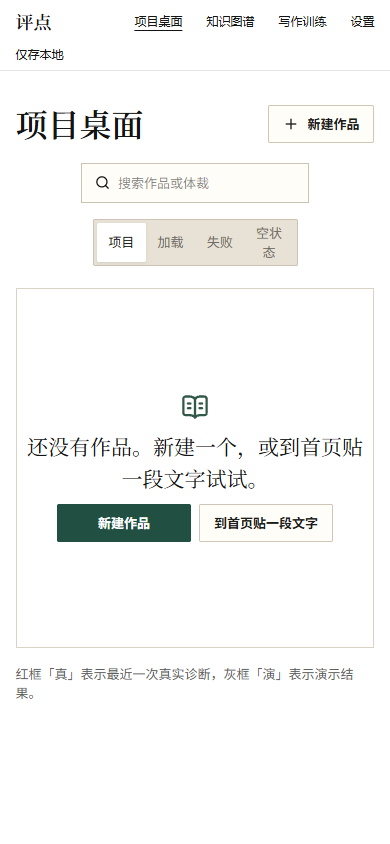 评点
项目桌面
知识图谱
写作训练
设置
仅存本地
项目桌面
新建作品
搜索作品或体裁
项目
加载
失败
空状
态
还没有作品。新建一个，或到首页贴
一段文字试试。
新建作品
到首页贴一段文字
红框「真」表示最近一次真实诊断，灰框「演」表示演示结
果。